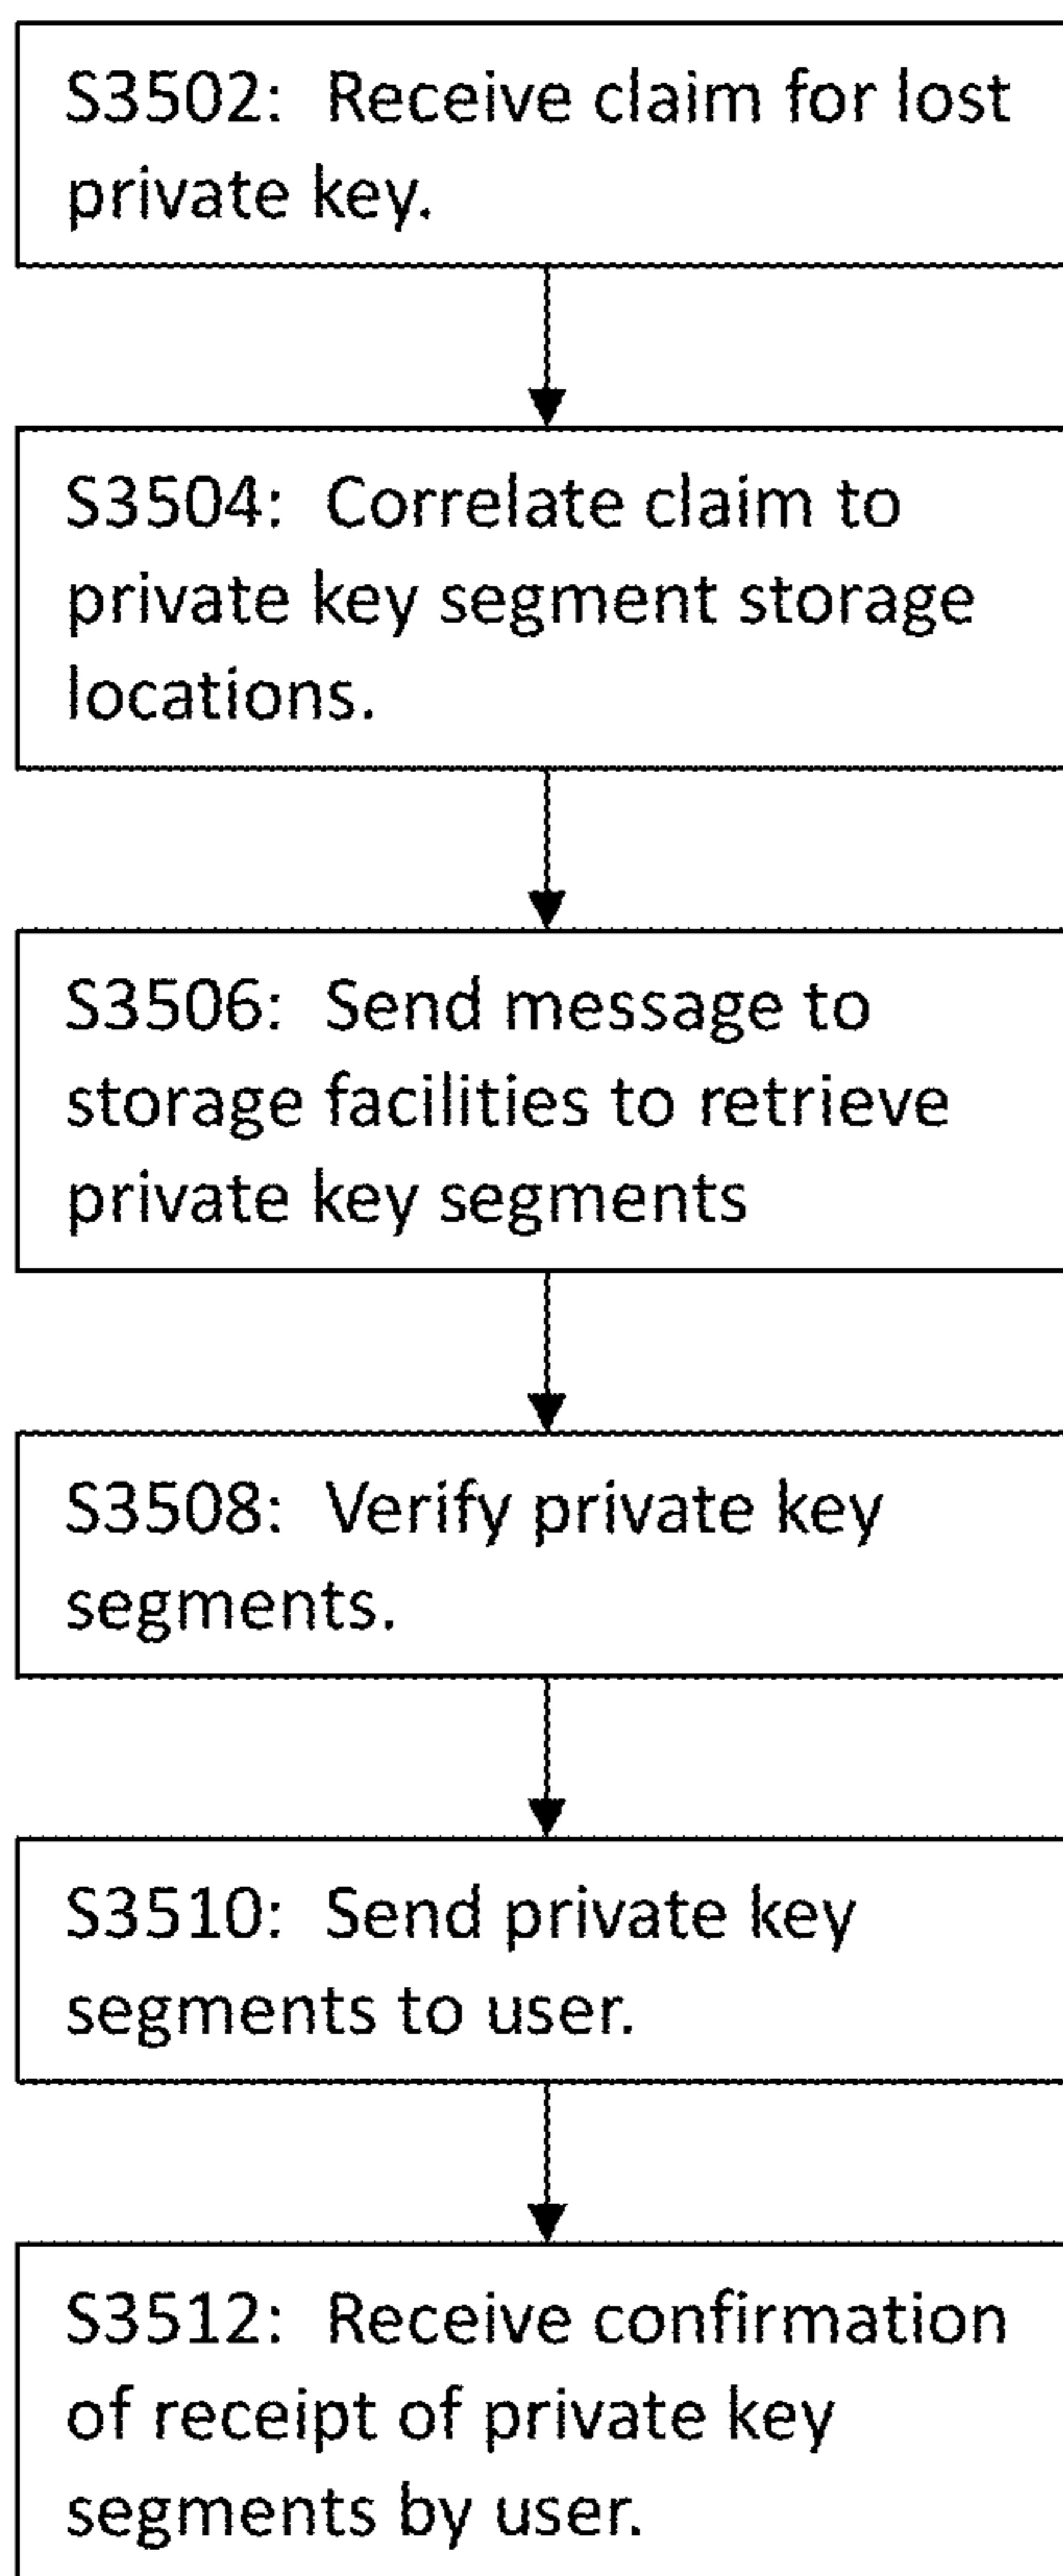 S3502:  Receive claim for lost
private key.
S3504:  Correlate claim to
private key segment storage
locations.
S3506:  Send message to
storage facilities to retrieve
private key segments
S3508:  Verify private key
segments.
S3510:  Send private key
segments to user.
S3512:  Receive confirmation
of receipt of private key
segments by user.